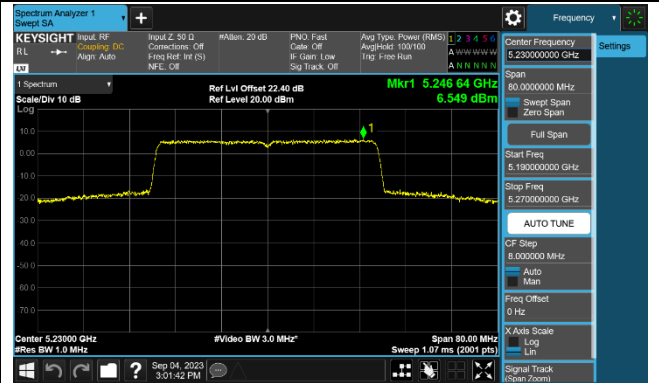 Spectrum Analyzer 1
Swept SA
Frequency
KEYSIGHT
RL
LXI
Input: RF
Coupling: DC
Align: Auto
Input Z: 50 Ω
Corrections: Off
Freq Ref: Int (S)
NFE: Off
#Atten: 20 dB
PNO: Fast
Gate: Off
IF Gain: Low
Sig Track: Off
Avg Type: Power (RMS)
Avg|Hold: 100/100
Trig: Free Run
1 2 3 4 5 6
A W W W W W
A N N N N N
1 Spectrum
Scale/Div 10 dB
Log
Ref Lvl Offset 22.40 dB
Ref Level 20.00 dBm
Mkr1 5.246 64 GHz
6.549 dBm
1
10.0
0.00
-10.0
-20.0
-30.0
-40.0
-50.0
-60.0
-70.0
Center 5.23000 GHz
#Res BW 1.0 MHz
#Video BW 3.0 MHz*
Span 80.00 MHz
Sweep 1.07 ms (2001 pts)
Center Frequency
5.230000000 GHz
Settings
Span
80.0000000 MHz
Swept Span
Zero Span
Full Span
Start Freq
5.190000000 GHz
Stop Freq
5.270000000 GHz
AUTO TUNE
CF Step
8.000000 MHz
Auto
Man
Freq Offset
0 Hz
X Axis Scale
Log
Lin
Signal Track
(Span Zoom)
Sep 04, 2023
3:01:42 PM